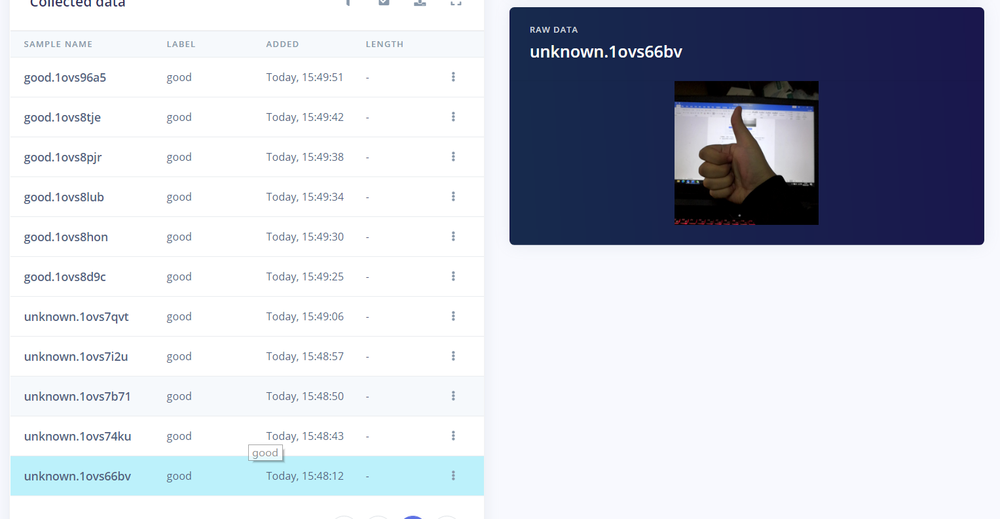 Collected data
SAMPLE NAME LABEL ADDED LENGTH
good.1ovs96a5 good Today, 15:49:51 -
good.1ovs8tje good Today, 15:49:42 -
good.1ovs8pjr good Today, 15:49:38 -
good.1ovs8lub good Today, 15:49:34 -
good.1ovs8hon good Today, 15:49:30 -
good.1ovs8d9c good Today, 15:49:25 -
unknown.1ovs7qvt good Today, 15:49:06 -
unknown.1ovs7i2u good Today, 15:48:57 -
unknown.1ovs7b71 good Today, 15:48:50 -
unknown.1ovs74ku good Today, 15:48:43 -
good
unknown.1ovs66bv good Today, 15:48:12 -
RAW DATA
unknown.1ovs66bv